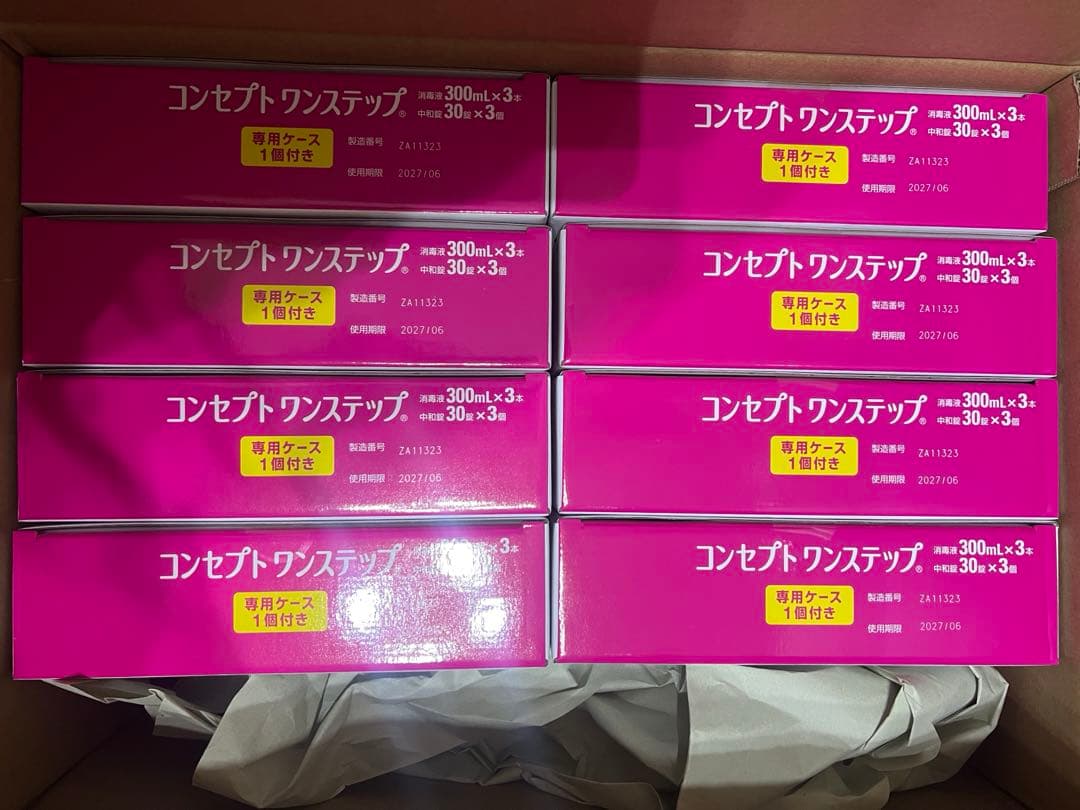 コンセプト ワンステップ® 消毒液 300mL×3本
中和錠 30錠×3個
専用ケース
1個付き
製造番号 ZA11323
使用期限 2027/06
コンセプト ワンステップ® 消毒液 300mL×3本
中和錠 30錠×3個
専用ケース
1個付き
製造番号 ZA11323
使用期限 2027/06
コンセプト ワンステップ® 消毒液 300mL×3本
中和錠 30錠×3個
専用ケース
1個付き
製造番号 ZA11323
使用期限 2027/06
コンセプト ワンステップ® 消毒液 300mL×3本
中和錠 30錠×3個
専用ケース
1個付き
製造番号 ZA11323
使用期限 2027/06
コンセプト ワンステップ® 消毒液 300mL×3本
中和錠 30錠×3個
専用ケース
1個付き
製造番号 ZA11323
使用期限 2027/06
コンセプト ワンステップ® 消毒液 300mL×3本
中和錠 30錠×3個
専用ケース
1個付き
製造番号 ZA11323
使用期限 2027/06
コンセプト ワンステップ ×3本
専用ケース
1個付き
コンセプト ワンステップ® 消毒液 300mL×3本
中和錠 30錠×3個
専用ケース
1個付き
製造番号 ZA11323
使用期限 2027/06